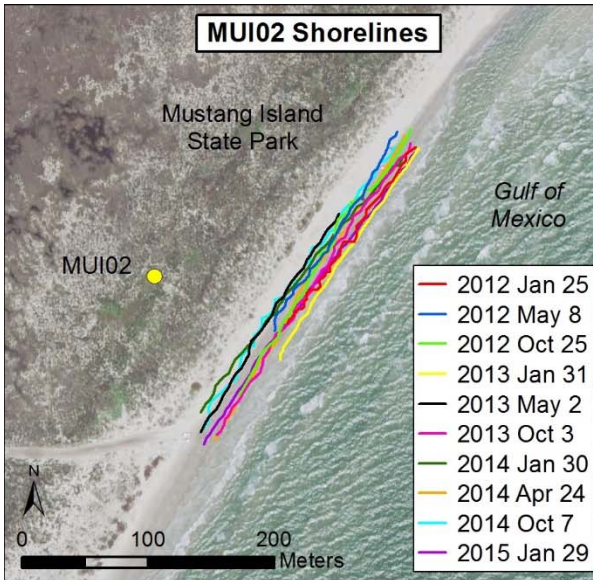 MUI02 Shorelines
Mustang Island
State Park
Gulf of
Mexico
MUI02
2012 Jan 25
2012 May 8
2012 Oct 25
2013 Jan 31
2013 May 2
2013 Oct 3
2014 Jan 30
2014 Apr 24
2014 Oct 7
2015 Jan 29
N
0 100 200
Meters